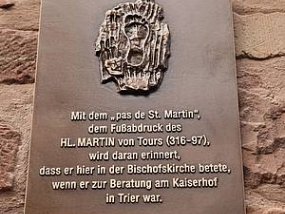 Mit dem „pas de St. Martin“,
dem Fußabdruck des
HL. MARTIN von Tours (316-97),
wird daran erinnert,
dass er hier in der Bischofskirche betete,
wenn er zur Beratung am Kaiserhof
in Trier war.